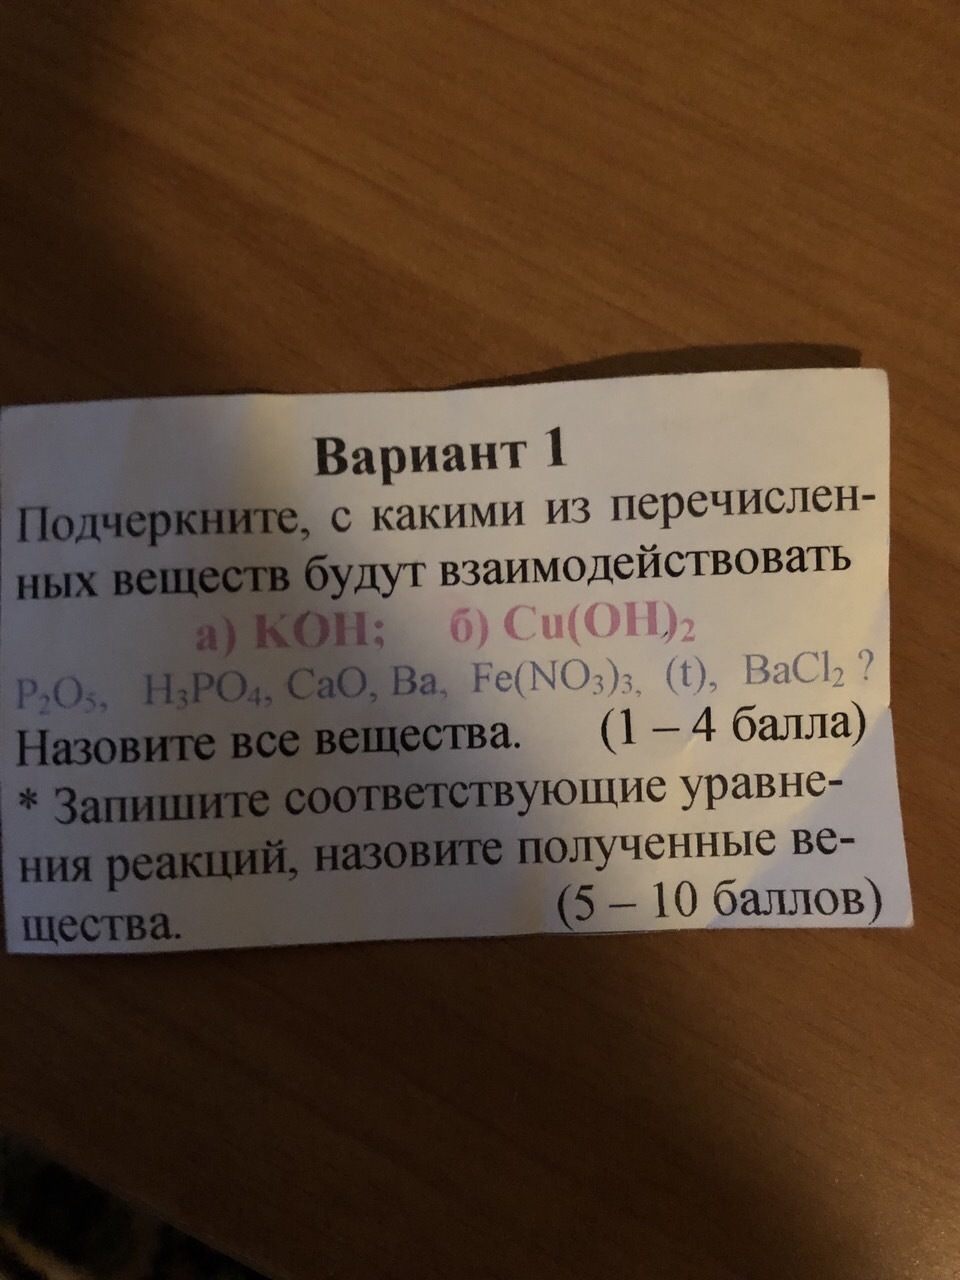 Вариант 1
Подчеркните, с какими из перечислен-
ных веществ будут взаимодействовать
а) KOH; б) Cu(OH)₂
P₂O₅, H₃PO₄, CaO, Ba, Fe(NO₃)₃, (t), BaCl₂ ?
Назовите все вещества. (1 – 4 балла)
* Запишите соответствующие уравне-
ния реакций, назовите полученные ве-
щества. (5 – 10 баллов)